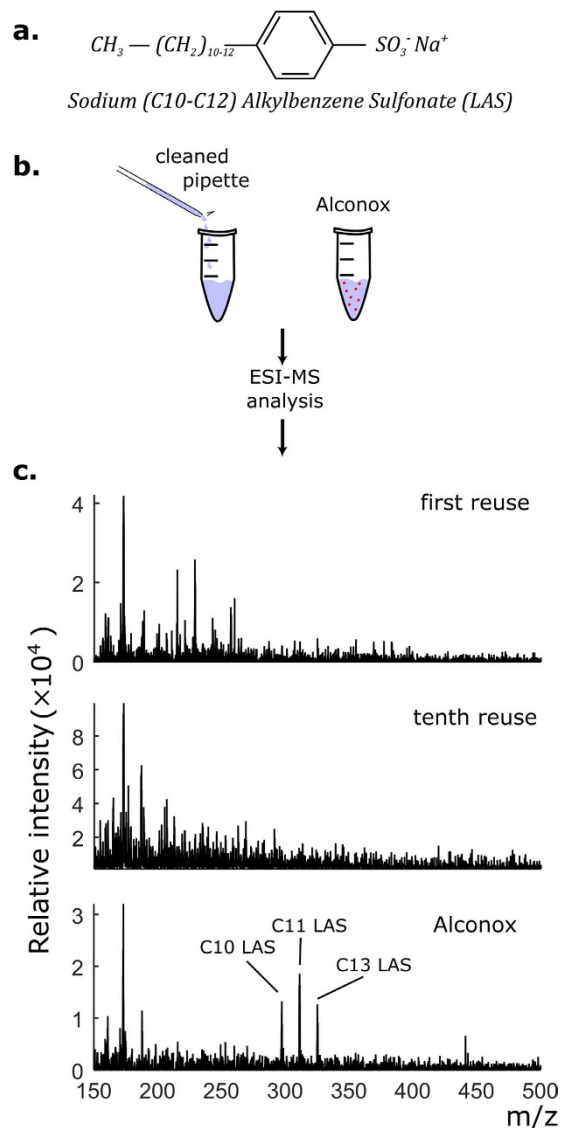 a.
CH₃ — (CH₂)₁₀₋₁₂ SO₃⁻ Na⁺
Sodium (C10-C12) Alkylbenzene Sulfonate (LAS)
b.
cleaned
pipette
Alconox
ESI-MS
analysis
c.
first reuse
4
2
0
tenth reuse
8
6
4
2
Relative intensity (×10⁴)
Alconox
C11 LAS
C10 LAS
C13 LAS
3
2
1
0
150 200 250 300 350 400 450 500
m/z